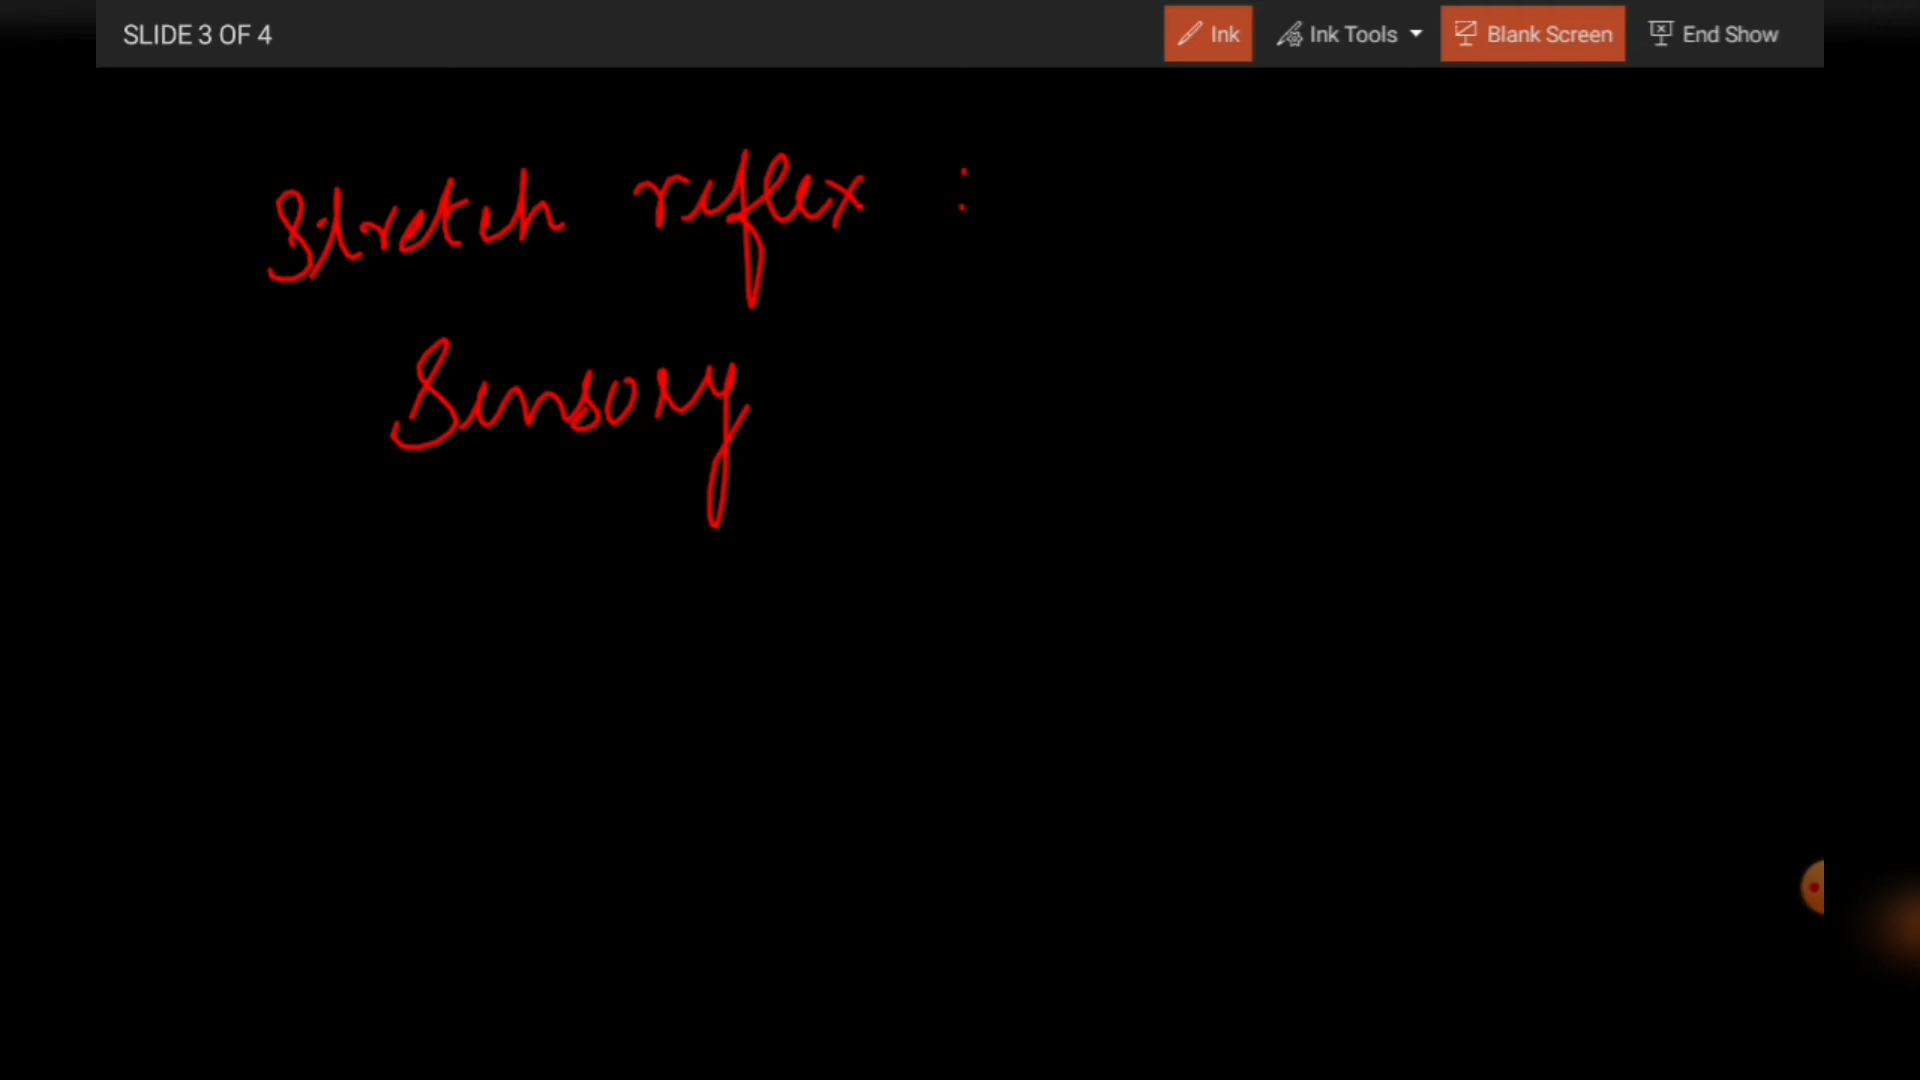 SLIDE 3 OF 4 Ink Ink Tools Blank Screen End Show
Stretch reflex :
Sensory